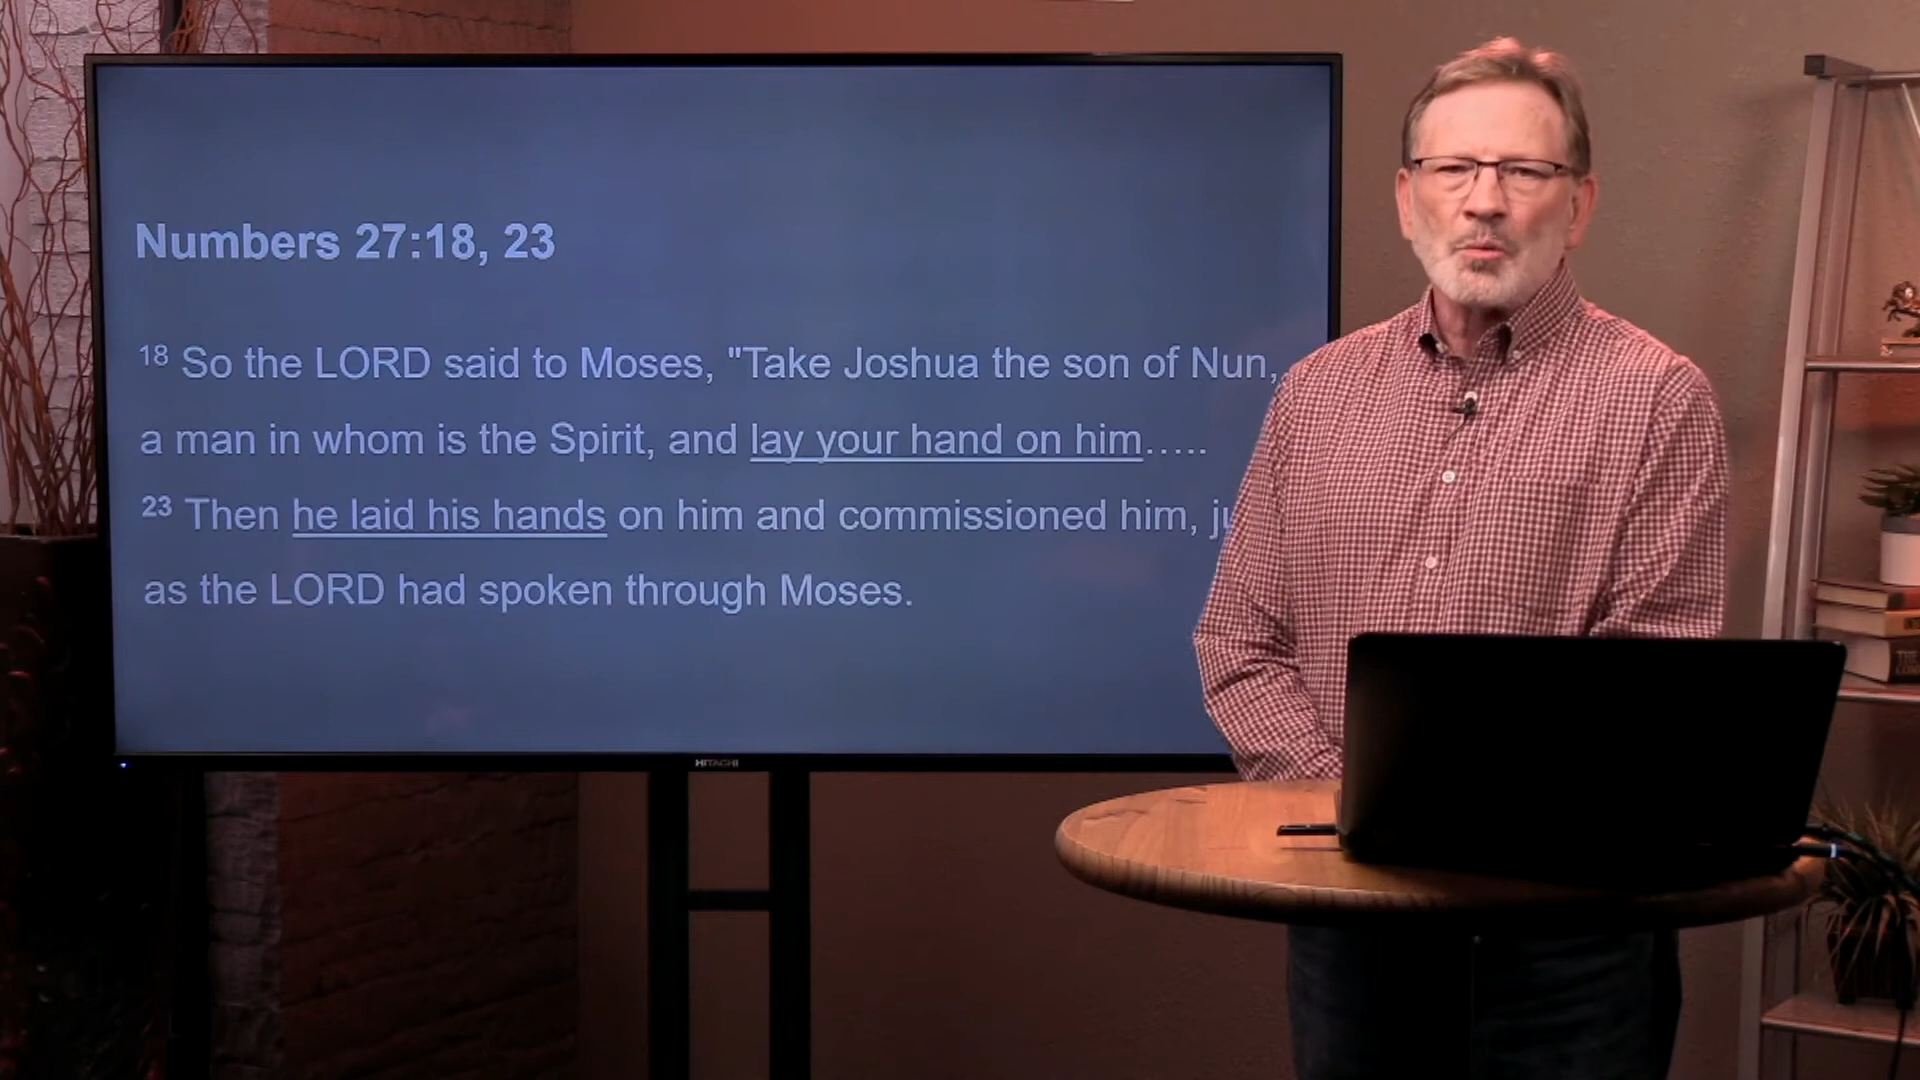 Numbers 27:18, 23
18 So the LORD said to Moses, "Take Joshua the son of Nun,
a man in whom is the Spirit, and lay your hand on him…..
23 Then he laid his hands on him and commissioned him,
as the LORD had spoken through Moses.
HITACHI